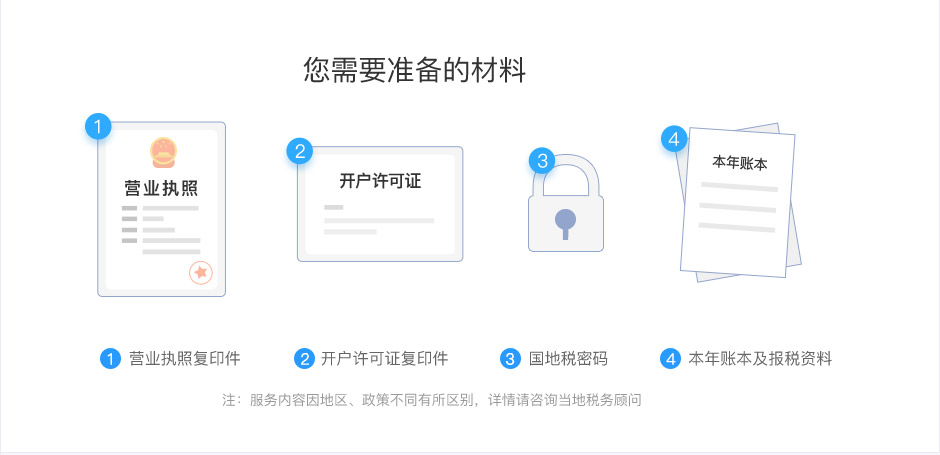 您需要准备的材料
1
营业执照
2
开户许可证
3
4
本年账本
1 营业执照复印件
2 开户许可证复印件
3 国地税密码
4 本年账本及报税资料
注：服务内容因地区、政策不同有所区别，详情请咨询当地税务顾问